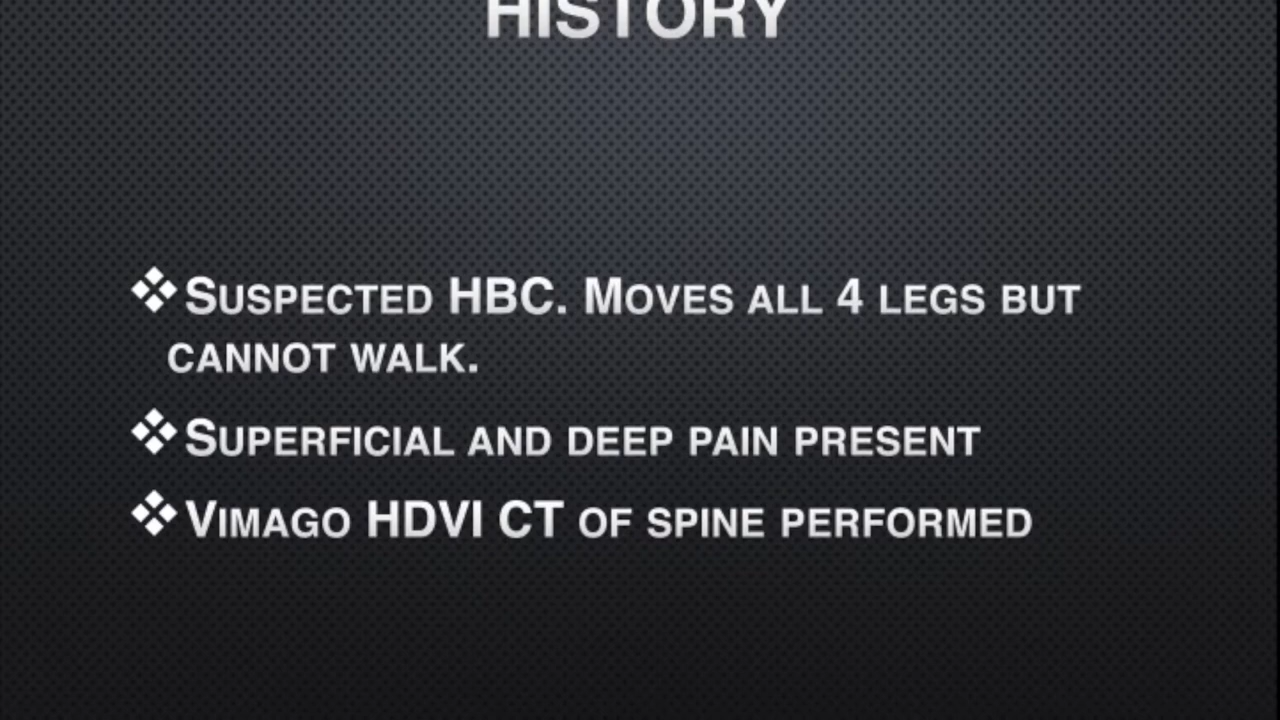 HISTORY
❖ SUSPECTED HBC. MOVES ALL 4 LEGS BUT
CANNOT WALK.
❖ SUPERFICIAL AND DEEP PAIN PRESENT
❖ VIMAGO HDVI CT OF SPINE PERFORMED